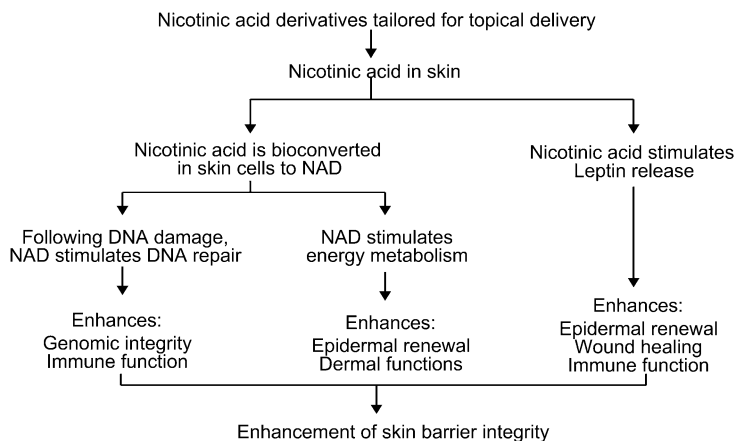 Nicotinic acid derivatives tailored for topical delivery
Nicotinic acid in skin
Nicotinic acid is bioconverted
in skin cells to NAD
Nicotinic acid stimulates
Leptin release
Following DNA damage,
NAD stimulates DNA repair
NAD stimulates
energy metabolism
Enhances:
Genomic integrity
Immune function
Enhances:
Epidermal renewal
Dermal functions
Enhances:
Epidermal renewal
Wound healing
Immune function
Enhancement of skin barrier integrity